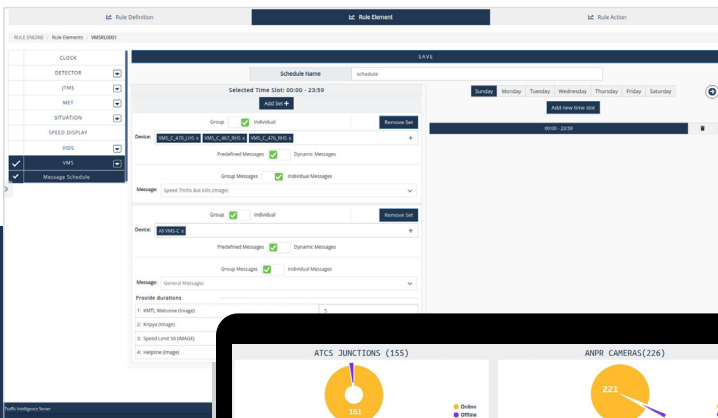 Rule Definition
Rule Element
Rule Action
RULE ENGINE / Rule Elements / VMSRL0001
CLOCK
DETECTOR
JTMS
MET
SITUATION
SPEED DISPLAY
VIDS
VMS
Message Schedule
SAVE
Schedule Name
schedule
Selected Time Slot: 00:00 - 23:59
Add Set +
Group Individual Remove Set
Device: VMS_C_470_LHS x VMS_C_467_RHS x VMS_C_476_RHS x +
Predefined Messages Dynamic Messages
Group Messages Individual Messages
Message: Speed Thrills But Kills (Image)
Group Individual Remove Set
Device: All VMS-C x +
Predefined Messages Dynamic Messages
Group Messages Individual Messages
Message: General Messages
Provide durations
1: KMTL Welcome (Image) 5
2: Kripya (Image)
3: Speed Limit 50 (IMAGE)
4: Helpline (Image)
Sunday Monday Tuesday Wednesday Thursday Friday Saturday
Add new time slot
00:00 - 23:59
Traffic Intelligence Server
ATCS JUNCTIONS (155)
151
Online
Offline
ANPR CAMERAS(226)
221